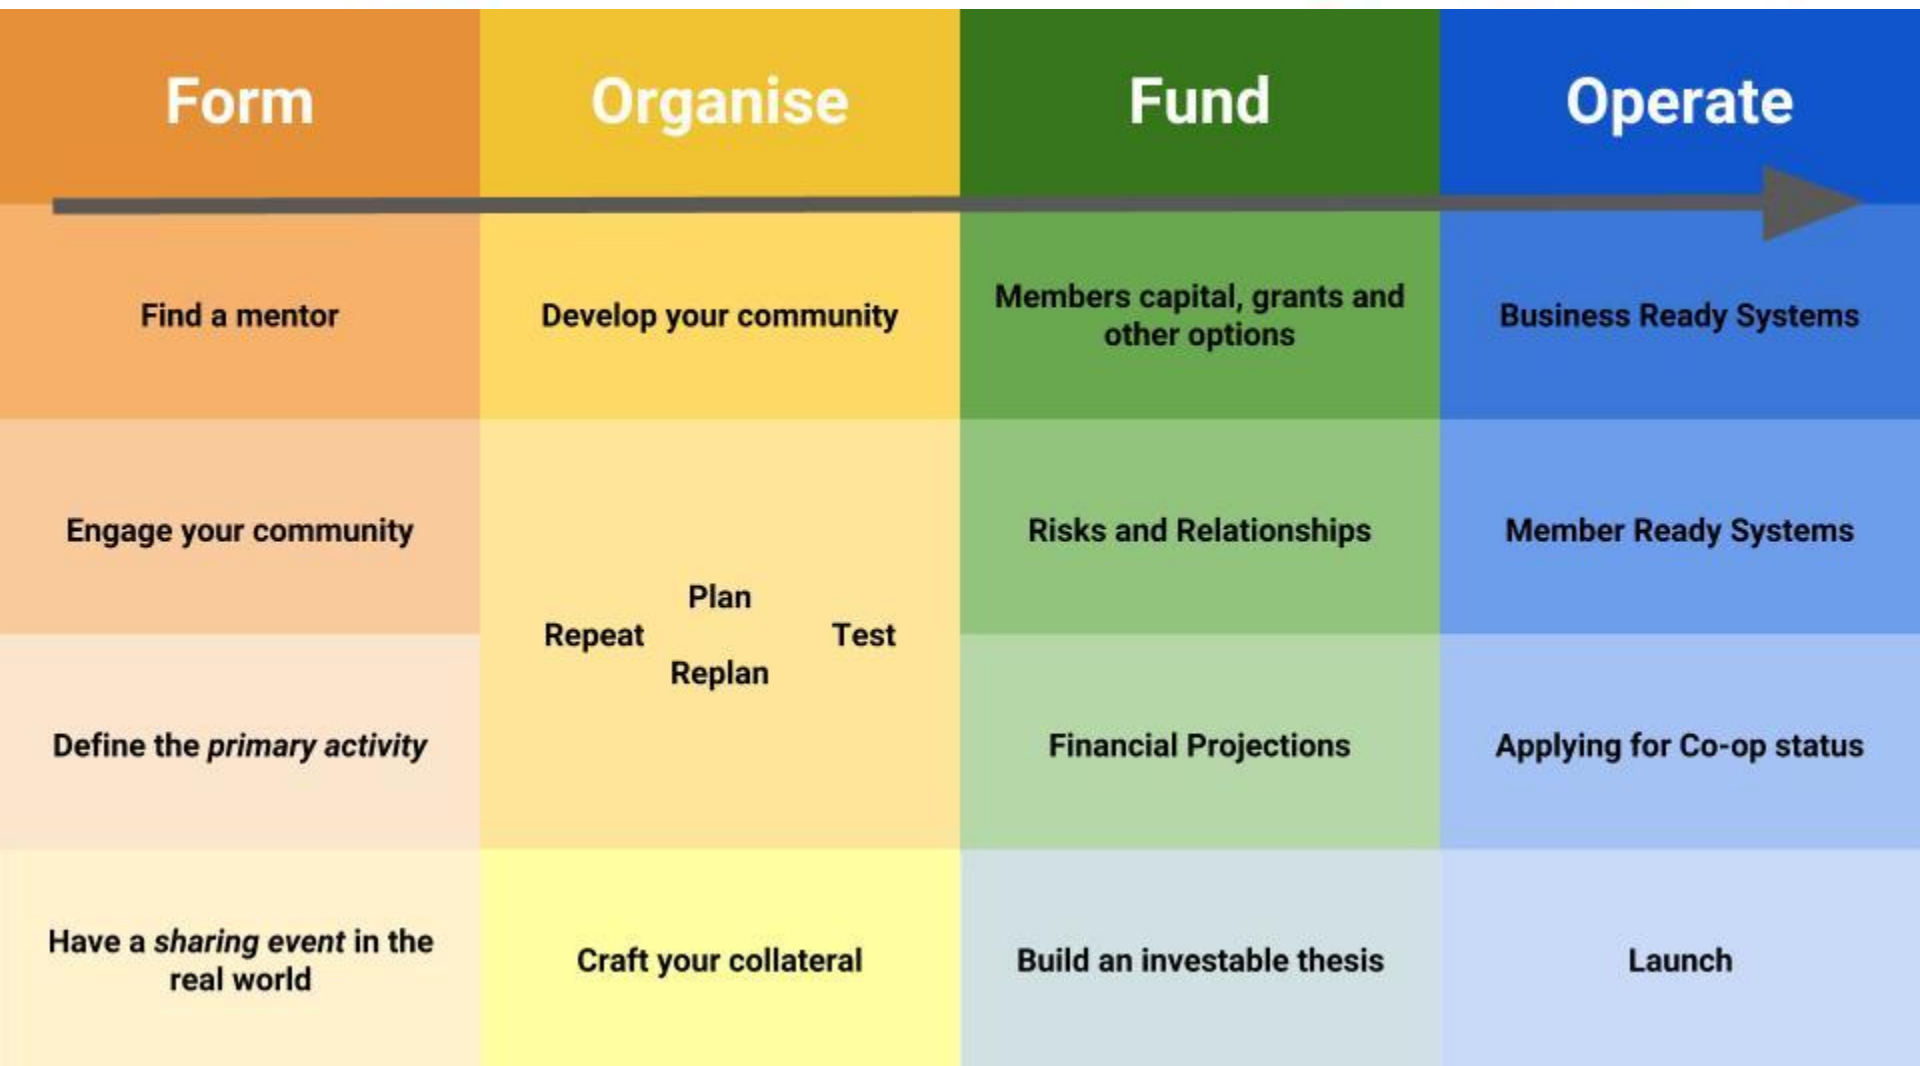 Form
Organise
Fund
Operate
Find a mentor
Develop your community
Members capital, grants and
other options
Business Ready Systems
Engage your community
Plan
Repeat Test
Replan
Risks and Relationships
Member Ready Systems
Define the primary activity
Financial Projections
Applying for Co-op status
Have a sharing event in the
real world
Craft your collateral
Build an investable thesis
Launch